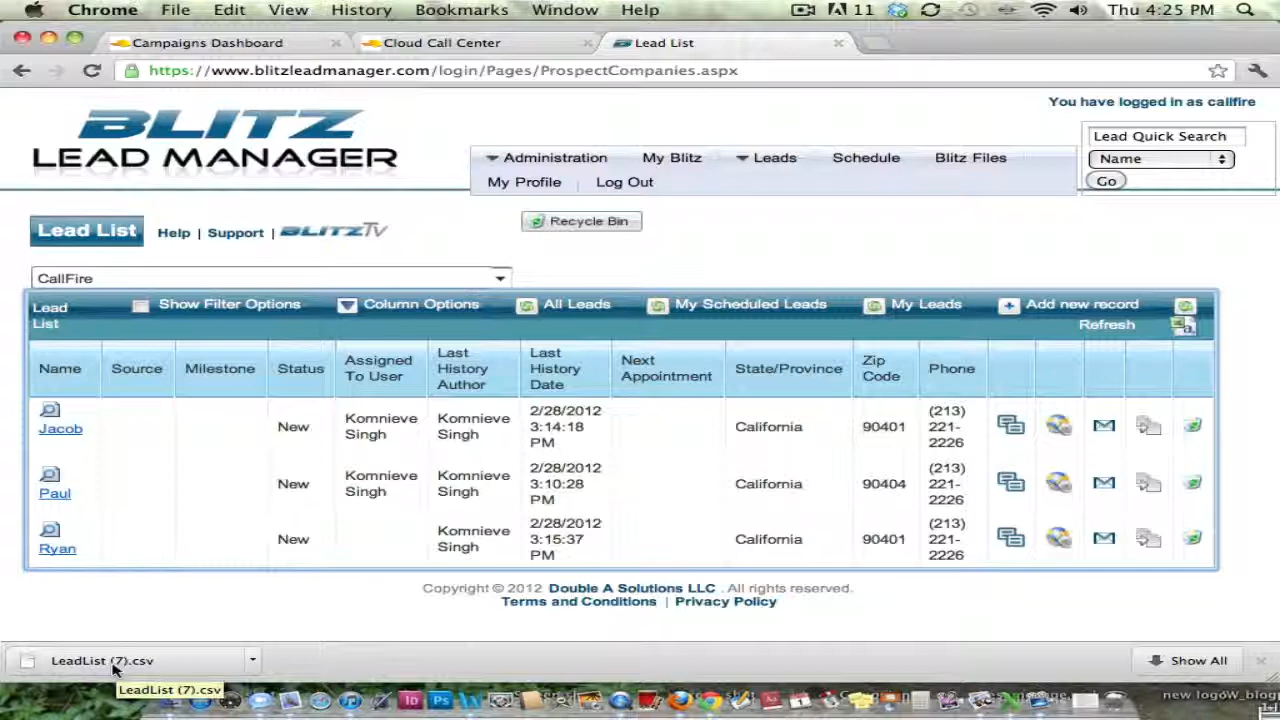 Chrome File Edit View History Bookmarks Window Help 11 Thu 4:25 PM
Campaigns Dashboard Cloud Call Center Lead List
https://www.blitzleadmanager.com/login/Pages/ProspectCompanies.aspx
You have logged in as callfire
BLITZ
LEAD MANAGER
Lead Quick Search
Administration My Blitz Leads Schedule Blitz Files
Name
My Profile Log Out
Go
Lead List Help | Support | BLITZTV Recycle Bin
CallFire
Lead List Show Filter Options Column Options All Leads My Scheduled Leads My Leads Add new record
Refresh
Name Source Milestone Status Assigned To User Last History Author Last History Date Next Appointment State/Province Zip Code Phone
Jacob New Komnieve Singh Komnieve Singh 2/28/2012 3:14:18 PM California 90401 (213) 221-2226
Paul New Komnieve Singh Komnieve Singh 2/28/2012 3:10:28 PM California 90404 (213) 221-2226
Ryan New Komnieve Singh 2/28/2012 3:15:37 PM California 90401 (213) 221-2226
Copyright © 2012 Double A Solutions LLC . All rights reserved.
Terms and Conditions | Privacy Policy
LeadList (7).csv Show All
LeadList (7).csv
Id Ps